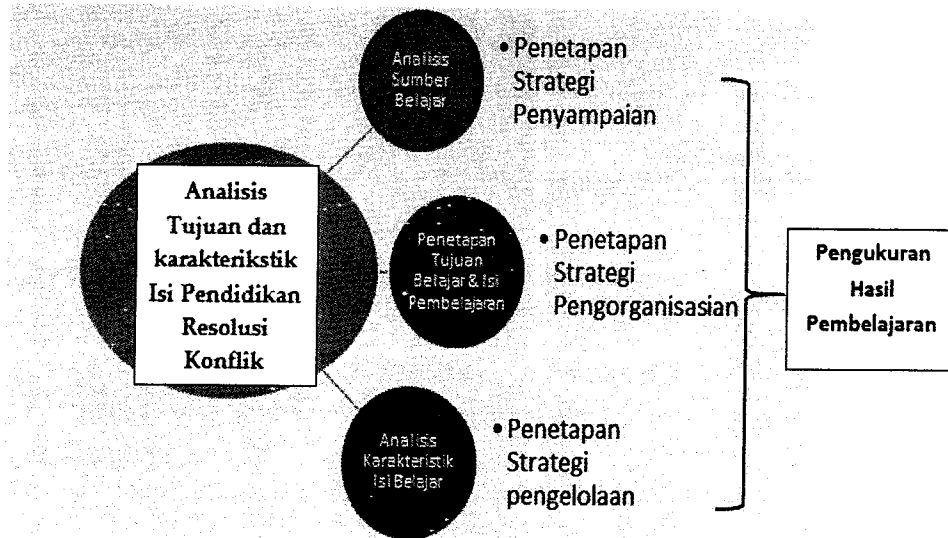 Analisis
Tujuan dan
karakterikstik
Isi Pendidikan
Resolusi
Konflik
Analisis
Sumber
Belajar
• Penetapan
Strategi
Penyampaian
Penetapan
Tujuan
Belajar & Isi
Pembelajaran
• Penetapan
Strategi
Pengorganisasian
Analisis
Karakteristik
Isi Belajar
• Penetapan
Strategi
pengelolaan
Pengukuran
Hasil
Pembelajaran